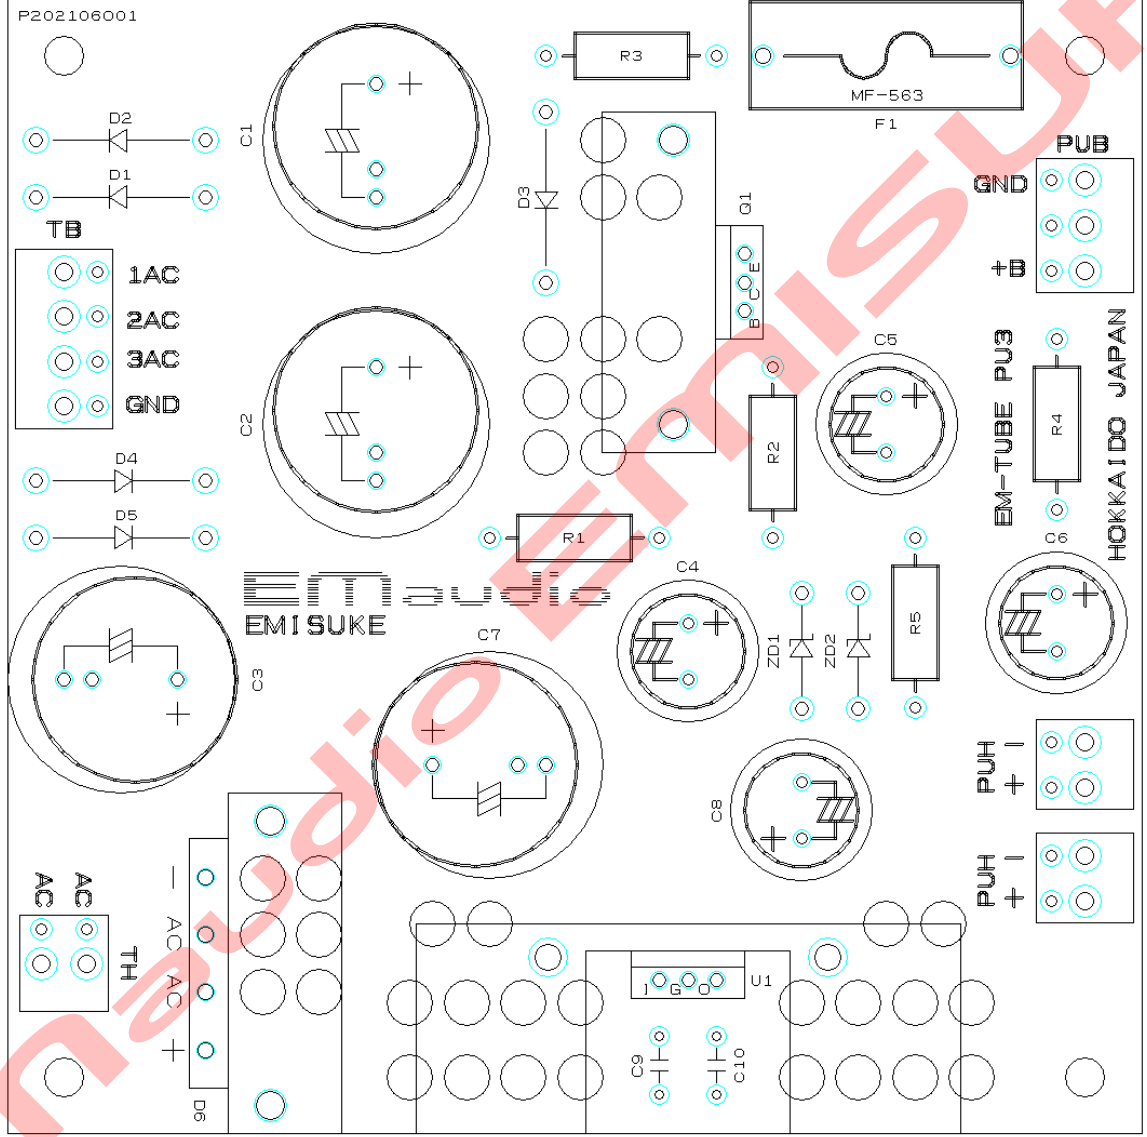 P202106001
D2
D1
C1
R3
MF-563
F1
D3
Q1
E
C
B
PUB
GND
+B
TB
1AC
2AC
3AC
GND
C2
C5
EM-TUBE PU3
HOKKAIDO JAPAN
R4
R2
D4
D5
R1
EMaudio
EMISUKE
C3
C7
C4
ZD1
ZD2
R5
C6
C8
PUH
+ -
PUH
+ -
AC AC
TH
-
AC
AC
+
D6
I G O
U1
C9
C10
EMaudio EMISUKE